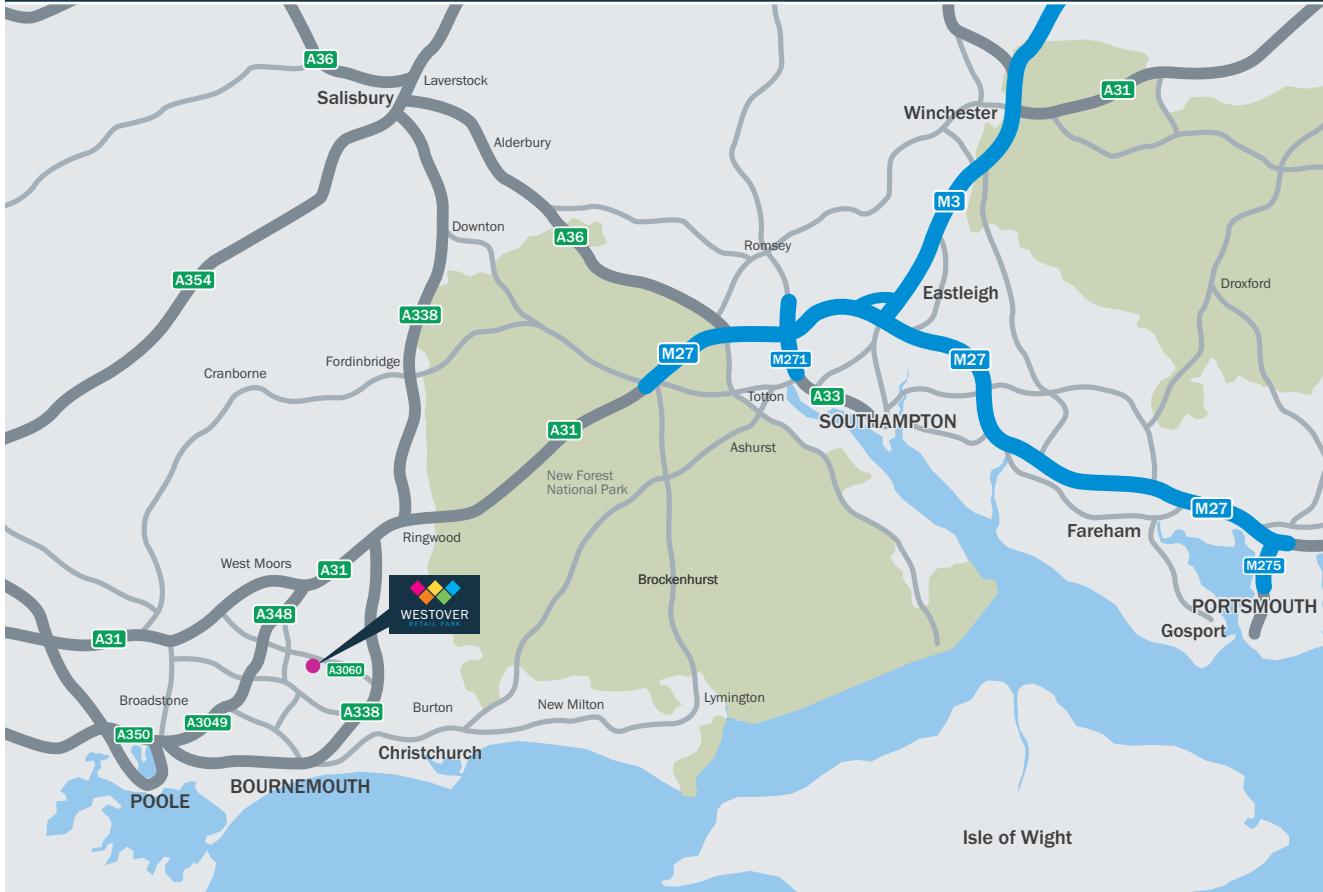 A36
Laverstock
Salisbury
A31
Winchester
Alderbury
M3
Downton
A36
Romsey
A354
Droxford
Eastleigh
A338
M27
M271
M27
Fordinbridge
Cranborne
Totton
A33
SOUTHAMPTON
A31
Ashurst
New Forest
National Park
M27
Fareham
Ringwood
West Moors
A31
M275
Brockenhurst
WESTOVER
RETAIL PARK
PORTSMOUTH
A348
Gosport
A31
A3060
Broadstone
Lymington
New Milton
Burton
A338
A3049
A350
Christchurch
BOURNEMOUTH
POOLE
Isle of Wight